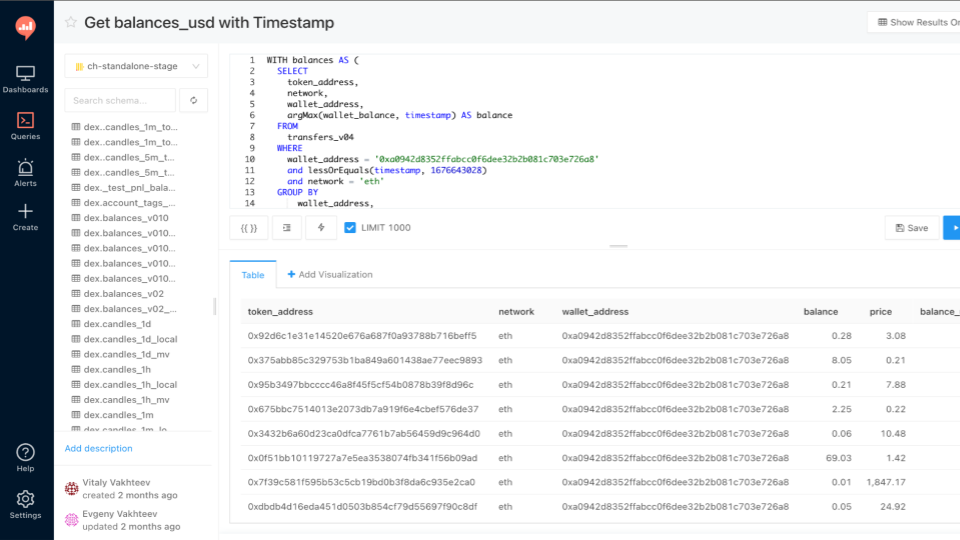 Get balances_usd with Timestamp
Show Results On
Dashboards
Queries
Alerts
Create
Help
Settings
ch-standalone-stage
Search schema...
dex..candles_1m_to...
dex..candles_1m_to...
dex..candles_5m_t...
dex..candles_5m_t...
dex._test_pnl_bala...
dex.account_tags_...
dex.balances_v010
dex.balances_v010...
dex.balances_v010...
dex.balances_v010...
dex.balances_v010...
dex.balances_v02
dex.balances_v02_...
dex.candles_1d
dex.candles_1d_local
dex.candles_1d_mv
dex.candles_1h
dex.candles_1h_local
dex.candles_1h_mv
dex.candles_1m
dex.candles_1m_lo
Add description
Vitaly Vakhteev
created 2 months ago
Evgeny Vakhteev
updated 2 months ago
1 WITH balances AS (
2 SELECT
3 token_address,
4 network,
5 wallet_address,
6 argMax(wallet_balance, timestamp) AS balance
7 FROM
8 transfers_v04
9 WHERE
10 wallet_address = '0xa0942d8352ffabcc0f6dee32b2b081c703e726a8'
11 and lessOrEquals(timestamp, 1676643028)
12 and network = 'eth'
13 GROUP BY
14 wallet_address,
{{ }} LIMIT 1000 Save
Table + Add Visualization
token_address network wallet_address balance price balance_
0x92d6c1e31e14520e676a687f0a93788b716beff5 eth 0xa0942d8352ffabcc0f6dee32b2b081c703e726a8 0.28 3.08
0x375abb85c329753b1ba849a601438ae77eec9893 eth 0xa0942d8352ffabcc0f6dee32b2b081c703e726a8 8.05 0.21
0x95b3497bbcccc46a8f45f5cf54b0878b39f8d96c eth 0xa0942d8352ffabcc0f6dee32b2b081c703e726a8 0.21 7.88
0x675bbc7514013e2073db7a919f6e4cbef576de37 eth 0xa0942d8352ffabcc0f6dee32b2b081c703e726a8 2.25 0.22
0x3432b6a60d23ca0dfca7761b7ab56459d9c964d0 eth 0xa0942d8352ffabcc0f6dee32b2b081c703e726a8 0.06 10.48
0x0f51bb10119727a7e5ea3538074fb341f56b09ad eth 0xa0942d8352ffabcc0f6dee32b2b081c703e726a8 69.03 1.42
0x7f39c581f595b53c5cb19bd0b3f8da6c935e2ca0 eth 0xa0942d8352ffabcc0f6dee32b2b081c703e726a8 0.01 1,847.17
0xdbdb4d16eda451d0503b854cf79d55697f90c8df eth 0xa0942d8352ffabcc0f6dee32b2b081c703e726a8 0.05 24.92